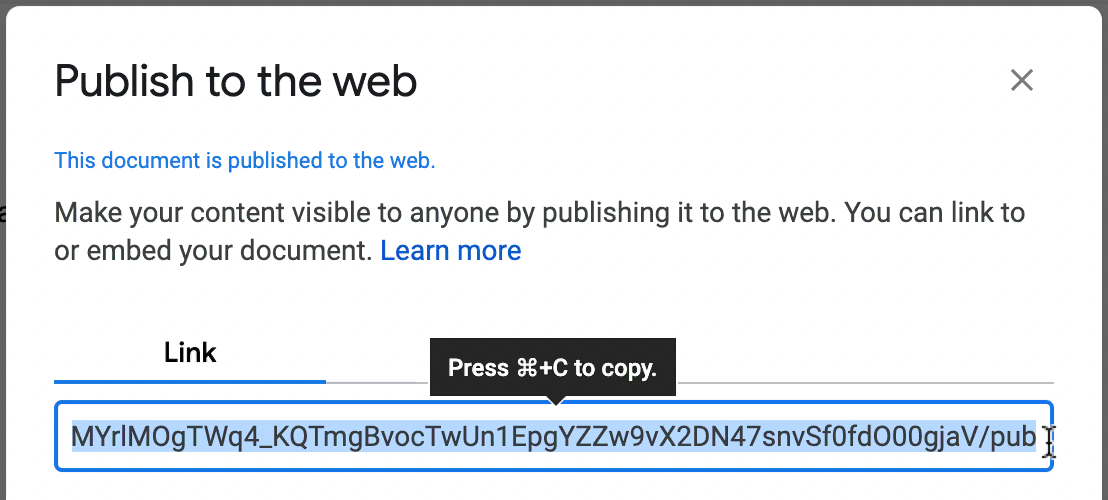 Publish to the web
This document is published to the web.
Make your content visible to anyone by publishing it to the web. You can link to
or embed your document. Learn more
Link
Press ⌘+C to copy.
MYrlMOgTWq4_KQTmgBvocTwUn1EpgYZZw9vX2DN47snvSf0fdO00gjaV/pub